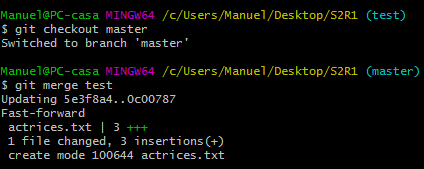 Manuel@PC-casa MINGW64 /c/Users/Manuel/Desktop/S2R1 (test)
$ git checkout master
Switched to branch 'master'
Manuel@PC-casa MINGW64 /c/Users/Manuel/Desktop/S2R1 (master)
$ git merge test
Updating 5e3f8a4..0c00787
Fast-forward
 actrices.txt | 3 +++
 1 file changed, 3 insertions(+)
 create mode 100644 actrices.txt